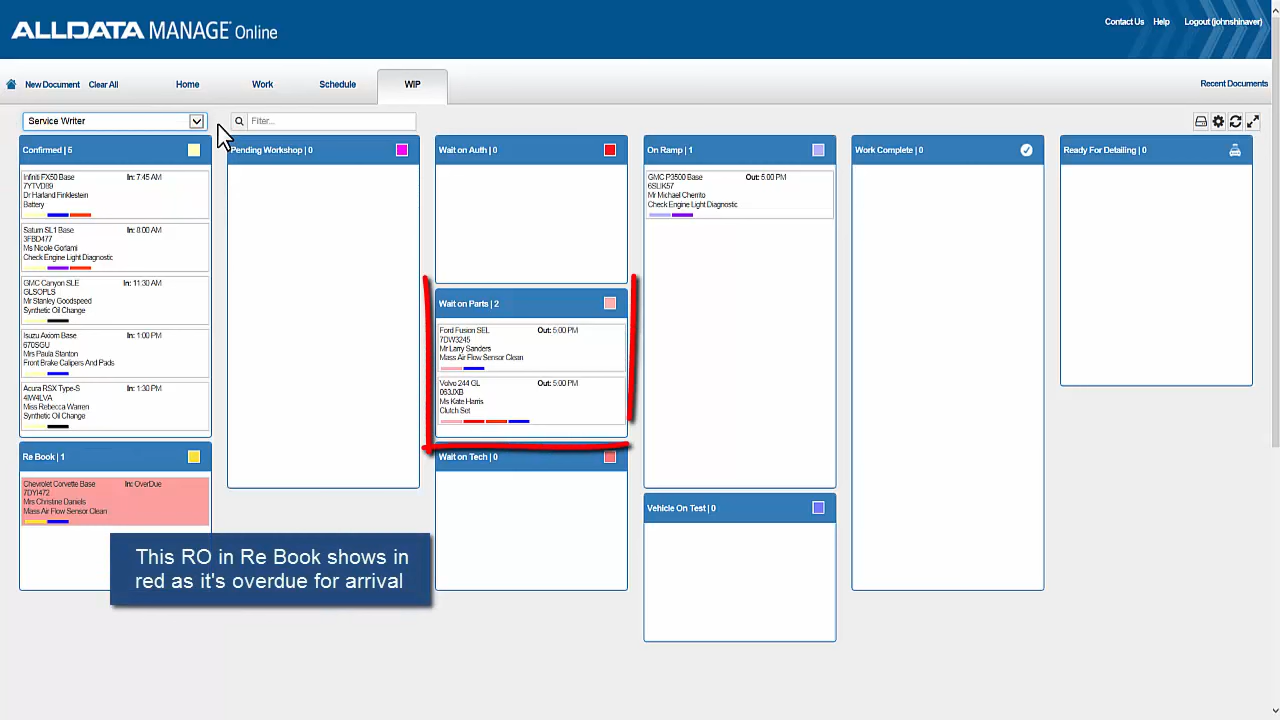 ALLDATA MANAGE® Online
Contact Us Help Logout (johnshinaver)
New Document Clear All Home Work Schedule WIP Recent Documents
Service Writer
Filter...
Confirmed | 5
Infiniti FX50 Base In: 7:45 AM
7YTVD89
Dr Harland Finklestein
Battery
Saturn SL1 Base In: 8:00 AM
3FBD477
Ms Nicole Gorlami
Check Engine Light Diagnostic
GMC Canyon SLE In: 11:30 AM
GLSOPLS
Mr Stanley Goodspeed
Synthetic Oil Change
Isuzu Axiom Base In: 1:00 PM
670SGU
Mrs Paula Stanton
Front Brake Calipers And Pads
Acura RSX Type-S In: 1:30 PM
4IW4LVA
Miss Rebecca Warren
Synthetic Oil Change
Re Book | 1
Chevrolet Corvette Base In: OverDue
7DYI472
Mrs Christine Daniels
Mass Air Flow Sensor Clean
This RO in Re Book shows in
red as it's overdue for arrival
Pending Workshop | 0
Wait on Auth | 0
Wait on Parts | 2
Ford Fusion SEL Out: 5:00 PM
7DW3245
Mr Larry Sanders
Mass Air Flow Sensor Clean
Volvo 244 GL Out: 5:00 PM
063JXB
Ms Kate Harris
Clutch Set
Wait on Tech | 0
On Ramp | 1
GMC P3500 Base Out: 5:00 PM
6SLIK57
Mr Michael Cherrito
Check Engine Light Diagnostic
Vehicle On Test | 0
Work Complete | 0
Ready For Detailing | 0